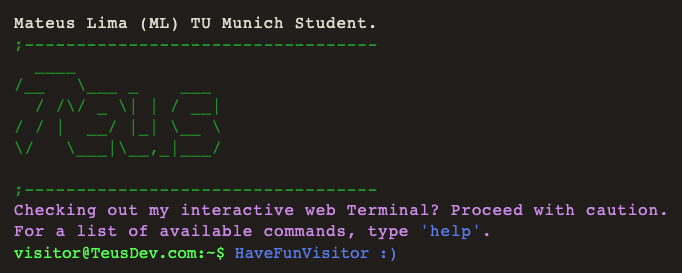 Mateus Lima (ML) TU Munich Student.
;----------------------------------
Teus
;----------------------------------
Checking out my interactive web Terminal? Proceed with caution.
For a list of available commands, type 'help'.
visitor@TeusDev.com:~$ HaveFunVisitor :)